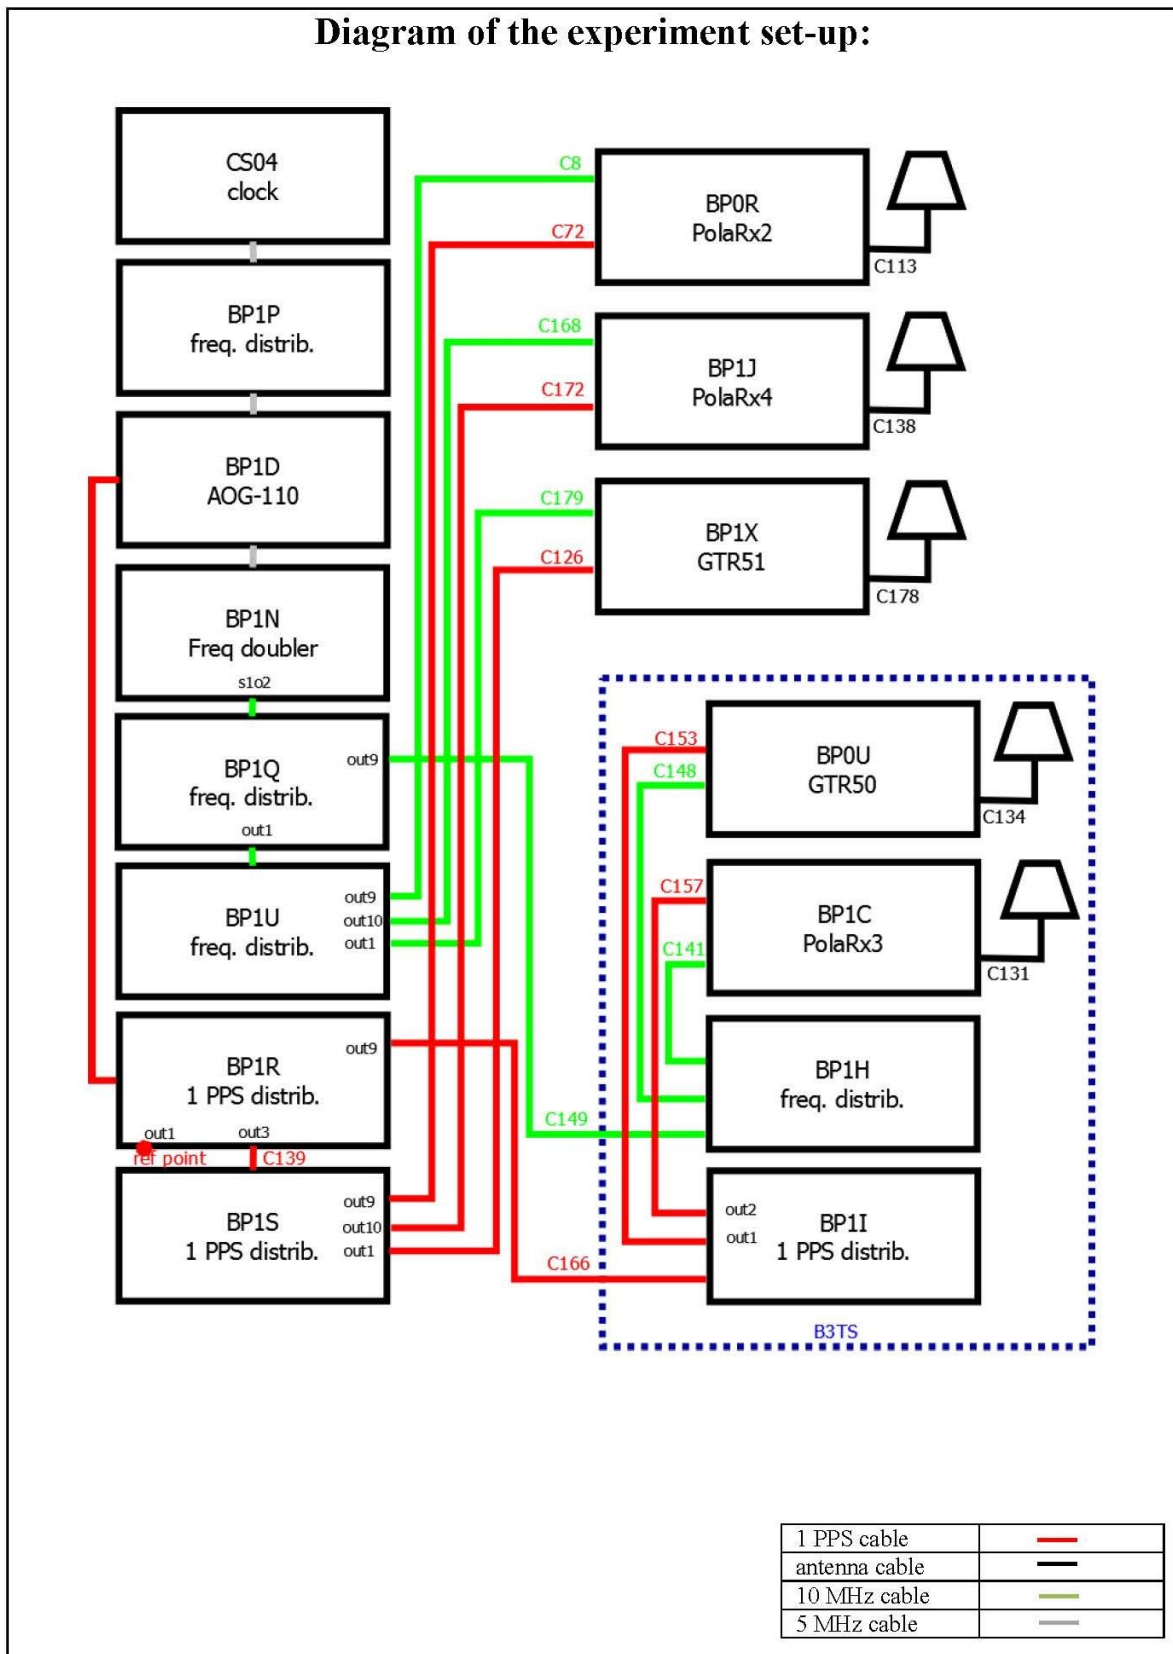 Diagram of the experiment set-up:
CS04
clock
BP1P
freq. distrib.
BP1D
AOG-110
BP1N
Freq doubler
s1o2
out9
BP1Q
freq. distrib.
out1
out9
BP1U
out10
freq. distrib.
out1
out9
BP1R
1 PPS distrib.
out1
out3
ref point
C139
out9
BP1S
out10
1 PPS distrib.
out1
C8
C72
BP0R
PolaRx2
C113
C168
C172
BP1J
PolaRx4
C138
C179
C126
BP1X
GTR51
C178
C153
C148
BP0U
GTR50
C134
C157
C141
BP1C
PolaRx3
C131
BP1H
freq. distrib.
C149
out2
out1
BP1I
1 PPS distrib.
C166
B3TS
1 PPS cable
antenna cable
10 MHz cable
5 MHz cable